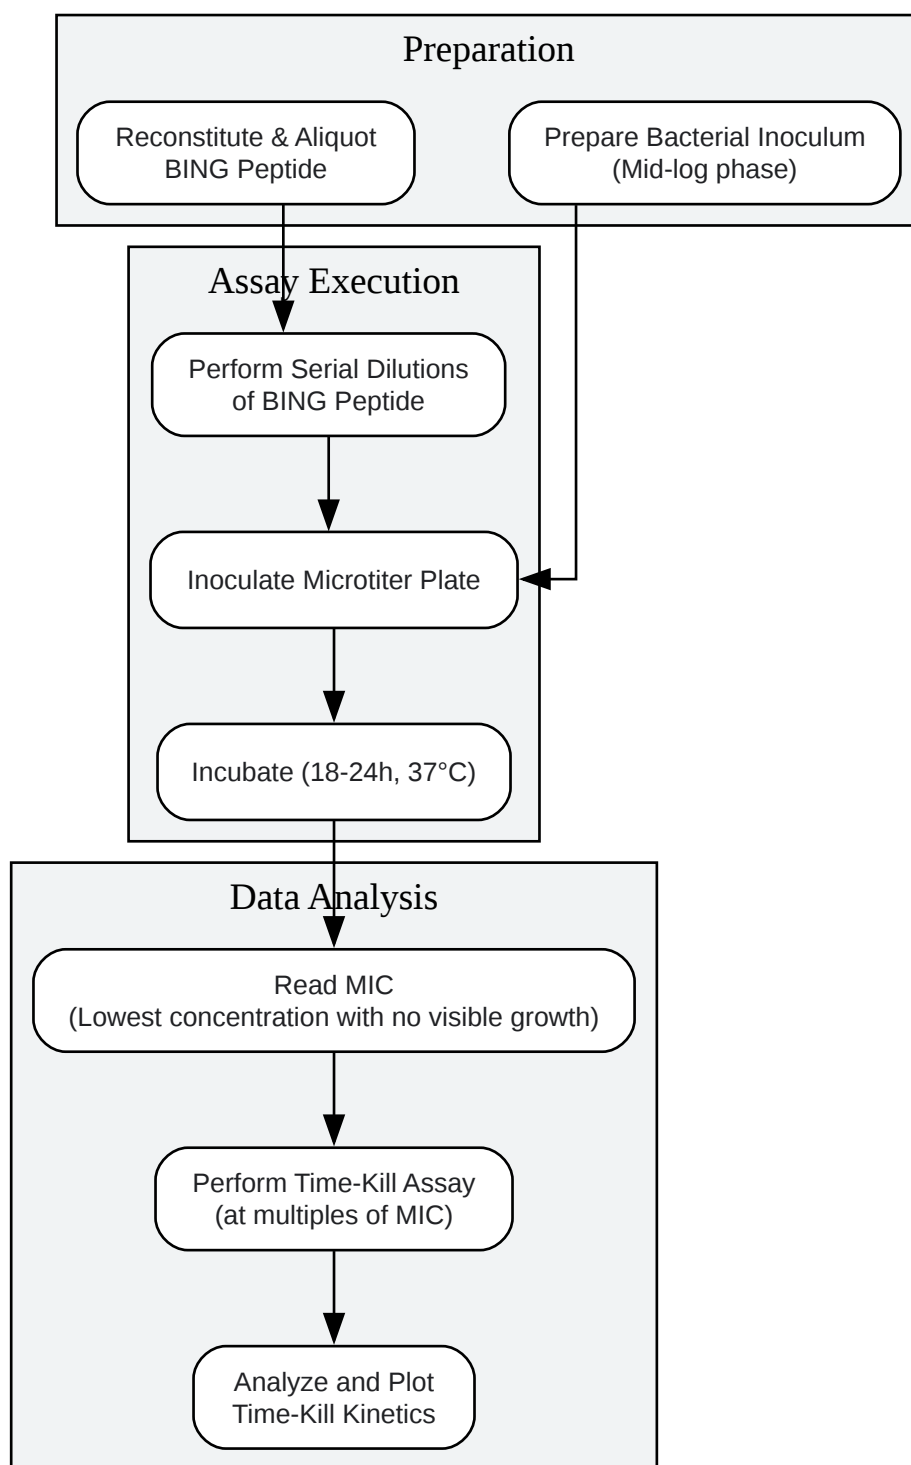 Preparation
Reconstitute & Aliquot
BING Peptide
Prepare Bacterial Inoculum
(Mid-log phase)
Assay Execution
Perform Serial Dilutions
of BING Peptide
Inoculate Microtiter Plate
Incubate (18-24h, 37°C)
Data Analysis
Read MIC
(Lowest concentration with no visible growth)
Perform Time-Kill Assay
(at multiples of MIC)
Analyze and Plot
Time-Kill Kinetics